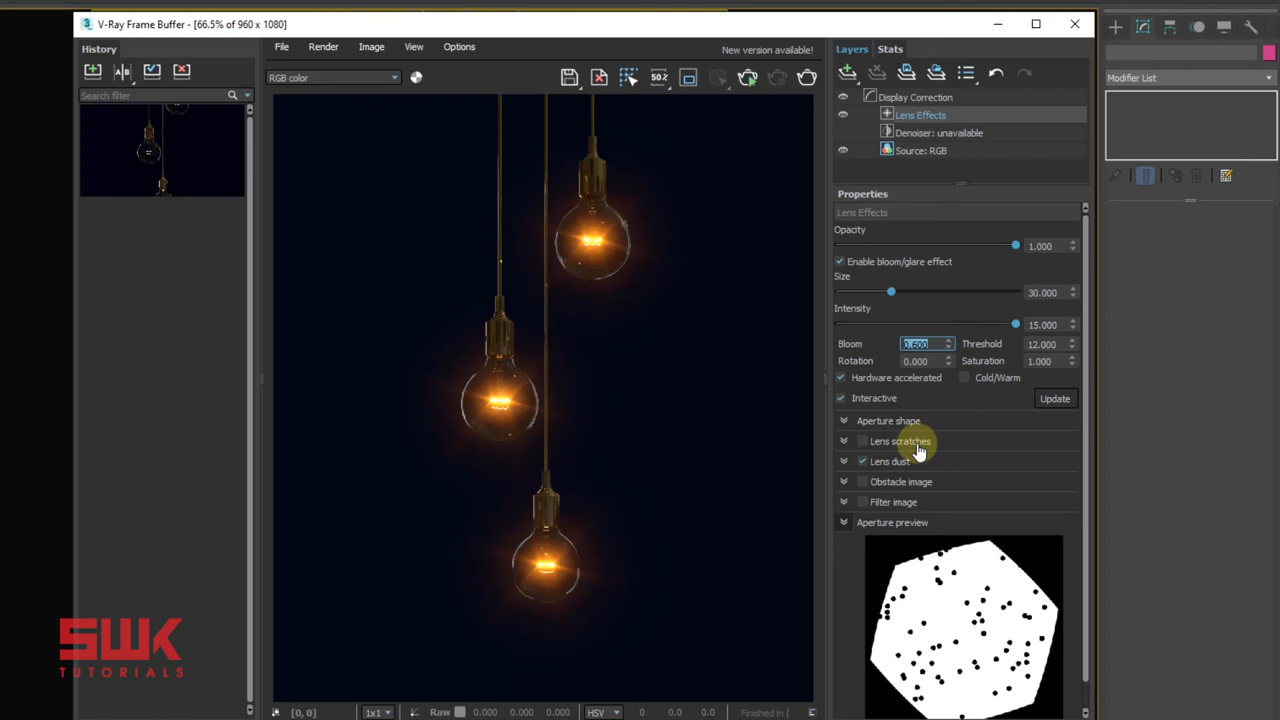 V-Ray Frame Buffer - [66.5% of 960 x 1080]
History
File Render Image View Options
New version available!
Layers Stats
RGB color
50%
Modifier List
Search filter
Display Correction
Lens Effects
Denoiser: unavailable
Source: RGB
Properties
Lens Effects
Opacity
1.000
Enable bloom/glare effect
Size
30.000
Intensity
15.000
Bloom 0.600 Threshold 12.000
Rotation 0.000 Saturation 1.000
Hardware accelerated Cold/Warm
Interactive Update
Aperture shape
Lens scratches
Lens dust
Obstacle image
Filter image
Aperture preview
SWK
TUTORIALS
[0, 0] 1x1 Raw 0.000 0.000 0.000 HSV 0 0.0 0.0 Finished in [